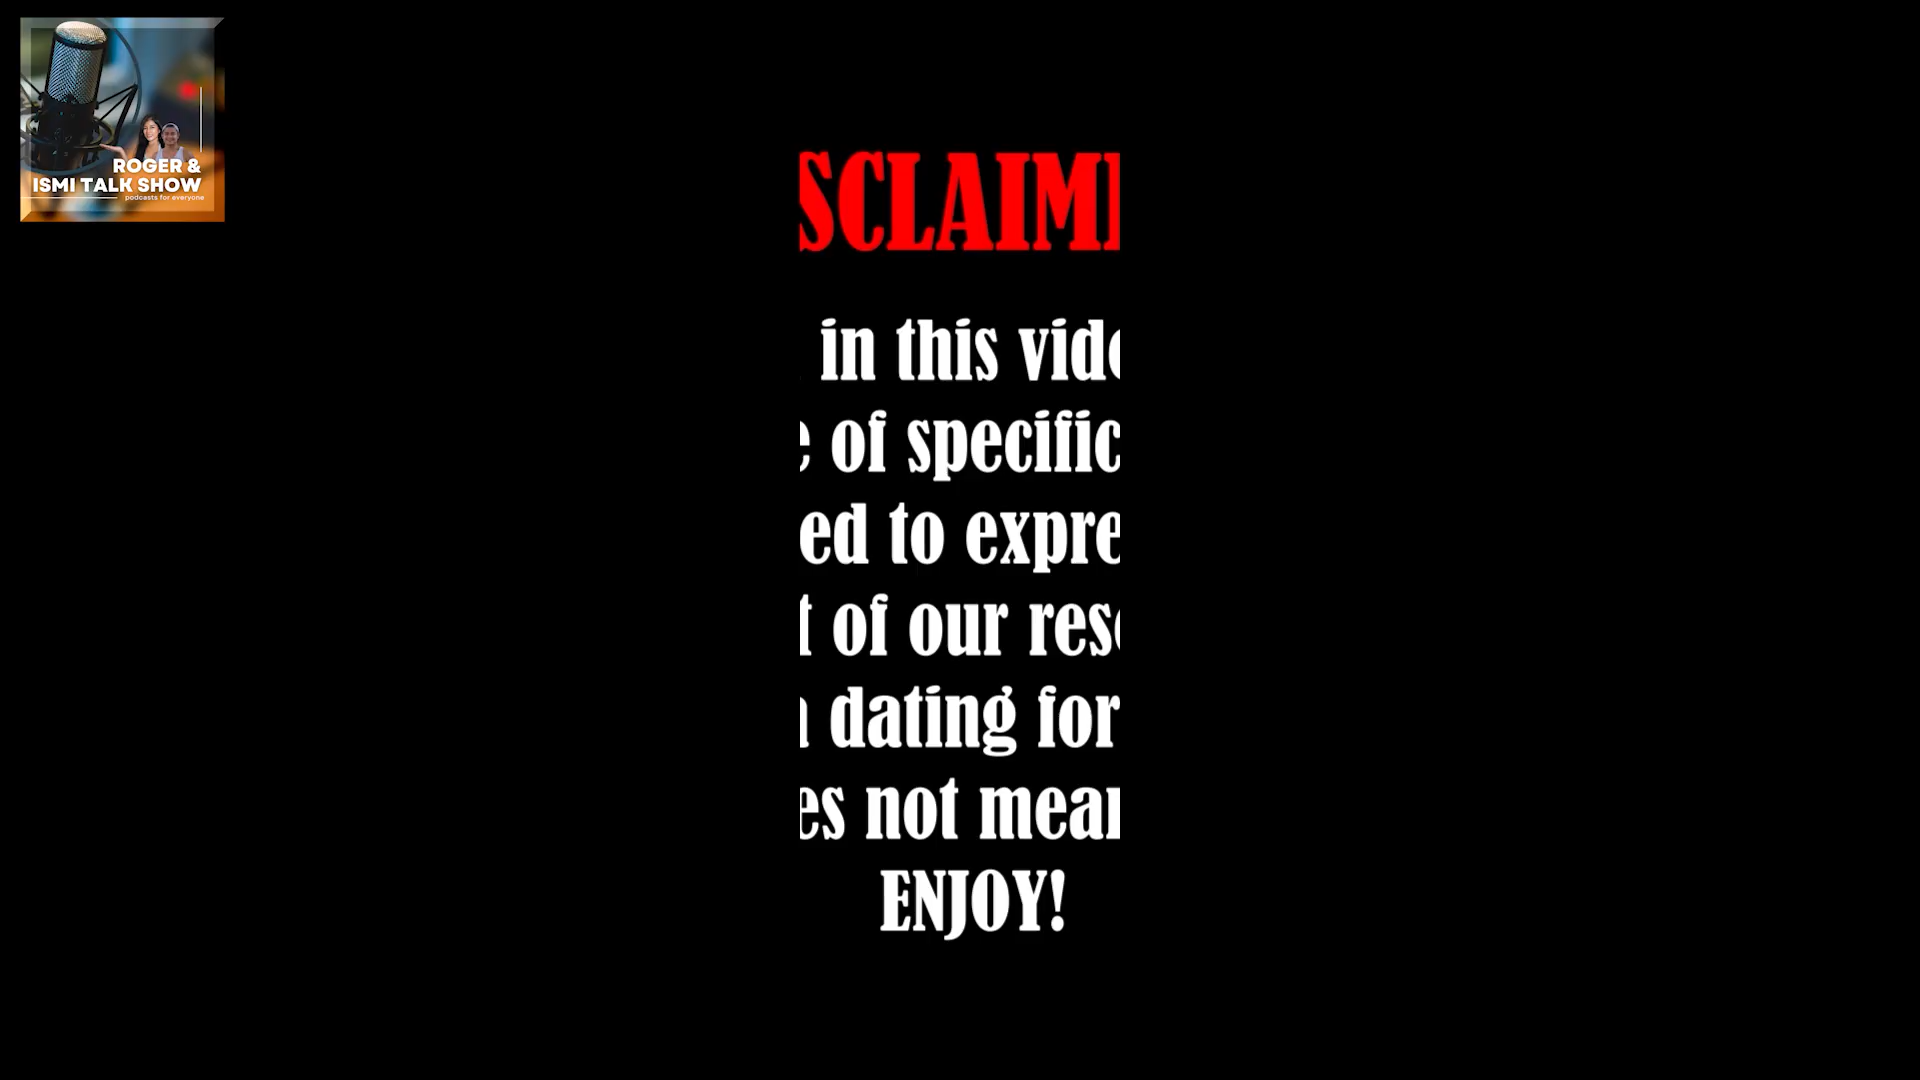 ROGER &
ISMI TALK SHOW
podcasts for everyone
SCLAIM
in this vid
of specific
ed to expre
t of our res
dating for
es not mea
ENJOY!